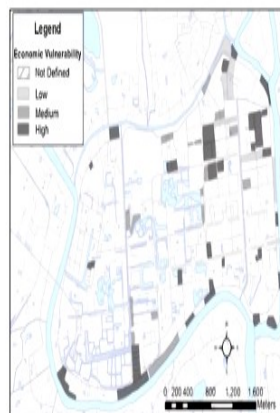 Legend
Economic Vulnerability
Not Defined
Low
Medium
High
0 200 400 800 1,200 1,600
Meters